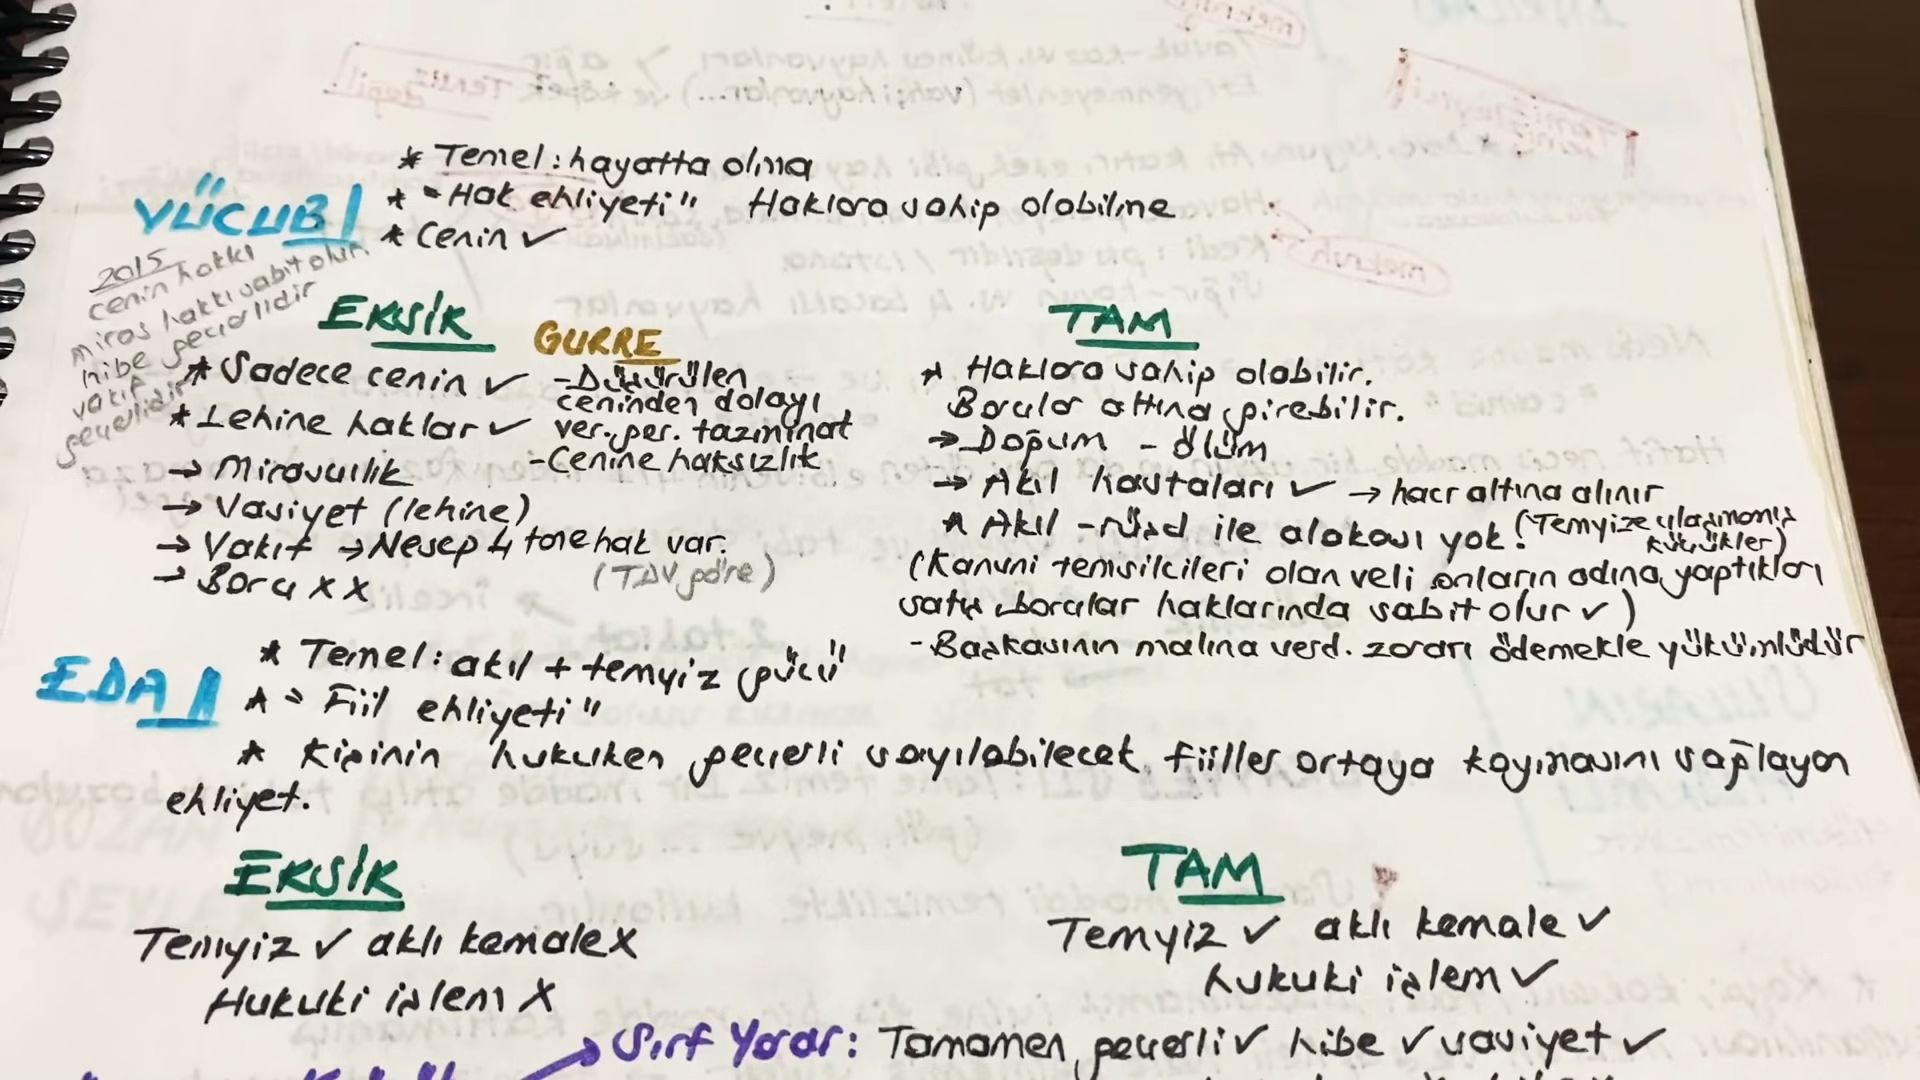 * Temel: hayatta olma
YÜCUB
* "Hak ehliyeti" Haklara sahip olabilme
* Cenin ✓
2015
cenin hakkı
miras hakkı sabit olur
hibe geçerlidir
vakıf
geçerlidir
EKSİK
* Sadece cenin ✓
* Lehine haklar ✓
→ Mirasçılık
→ Vasiyet (lehine)
→ Vakıf → Nesep 4 tane hak var.
(TDV göre)
→ Borç x x
GURRE
- Düşürülen
ceninden dolayı
ver. ger. tazminat
- Cenine haksızlık
TAM
* Haklara sahip olabilir.
Borçlar altına girebilir.
→ Doğum - ölüm
→ Akıl hastaları ✓ → hacr altına alınır
* Akıl - rüşd ile alakası yok! (Temyize ulaşmamış
küçükler)
(Kanuni temsilcileri olan veli onların adına yaptıkları
satış, borçlar haklarında sabit olur ✓)
- Başkasının malına verd. zararı ödemekle yükümlüdür
EDA
* Temel: akıl + temyiz gücü
* "Fiil ehliyeti"
* Kişinin hukuken geçerli sayılabilecek fiiller ortaya koymasını sağlayan
ehliyet.
EKSİK
Temyiz ✓ aklı kemale x
Hukuki işlem x
TAM
Temyiz ✓ aklı kemale ✓
hukuki işlem ✓
Sırf Yarar: Tamamen geçerli ✓ hibe ✓ vasiyet ✓